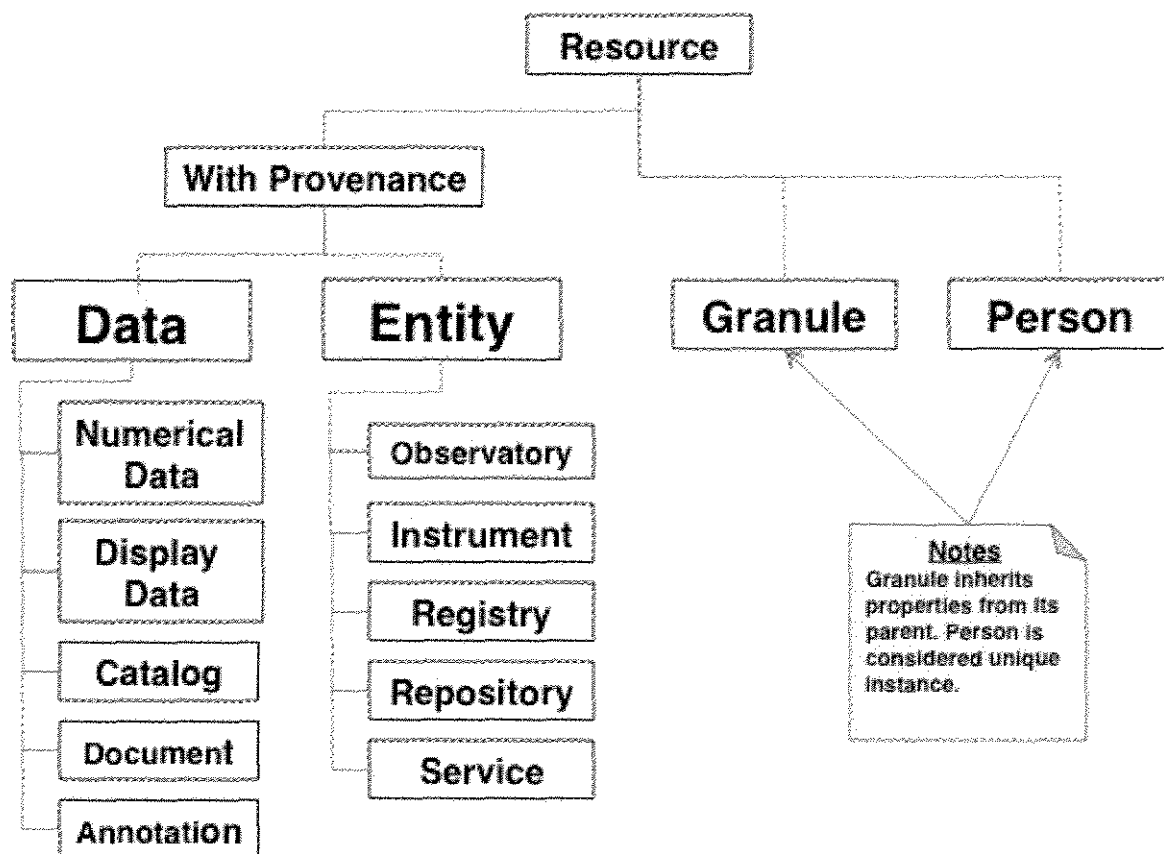 Resource
With Provenance
Data
Entity
Granule
Person
Numerical
Data
Display
Data
Catalog
Document
Annotation
Observatory
Instrument
Registry
Repository
Service
Notes
Granule inherits
properties from its
parent. Person is
considered unique
instance.